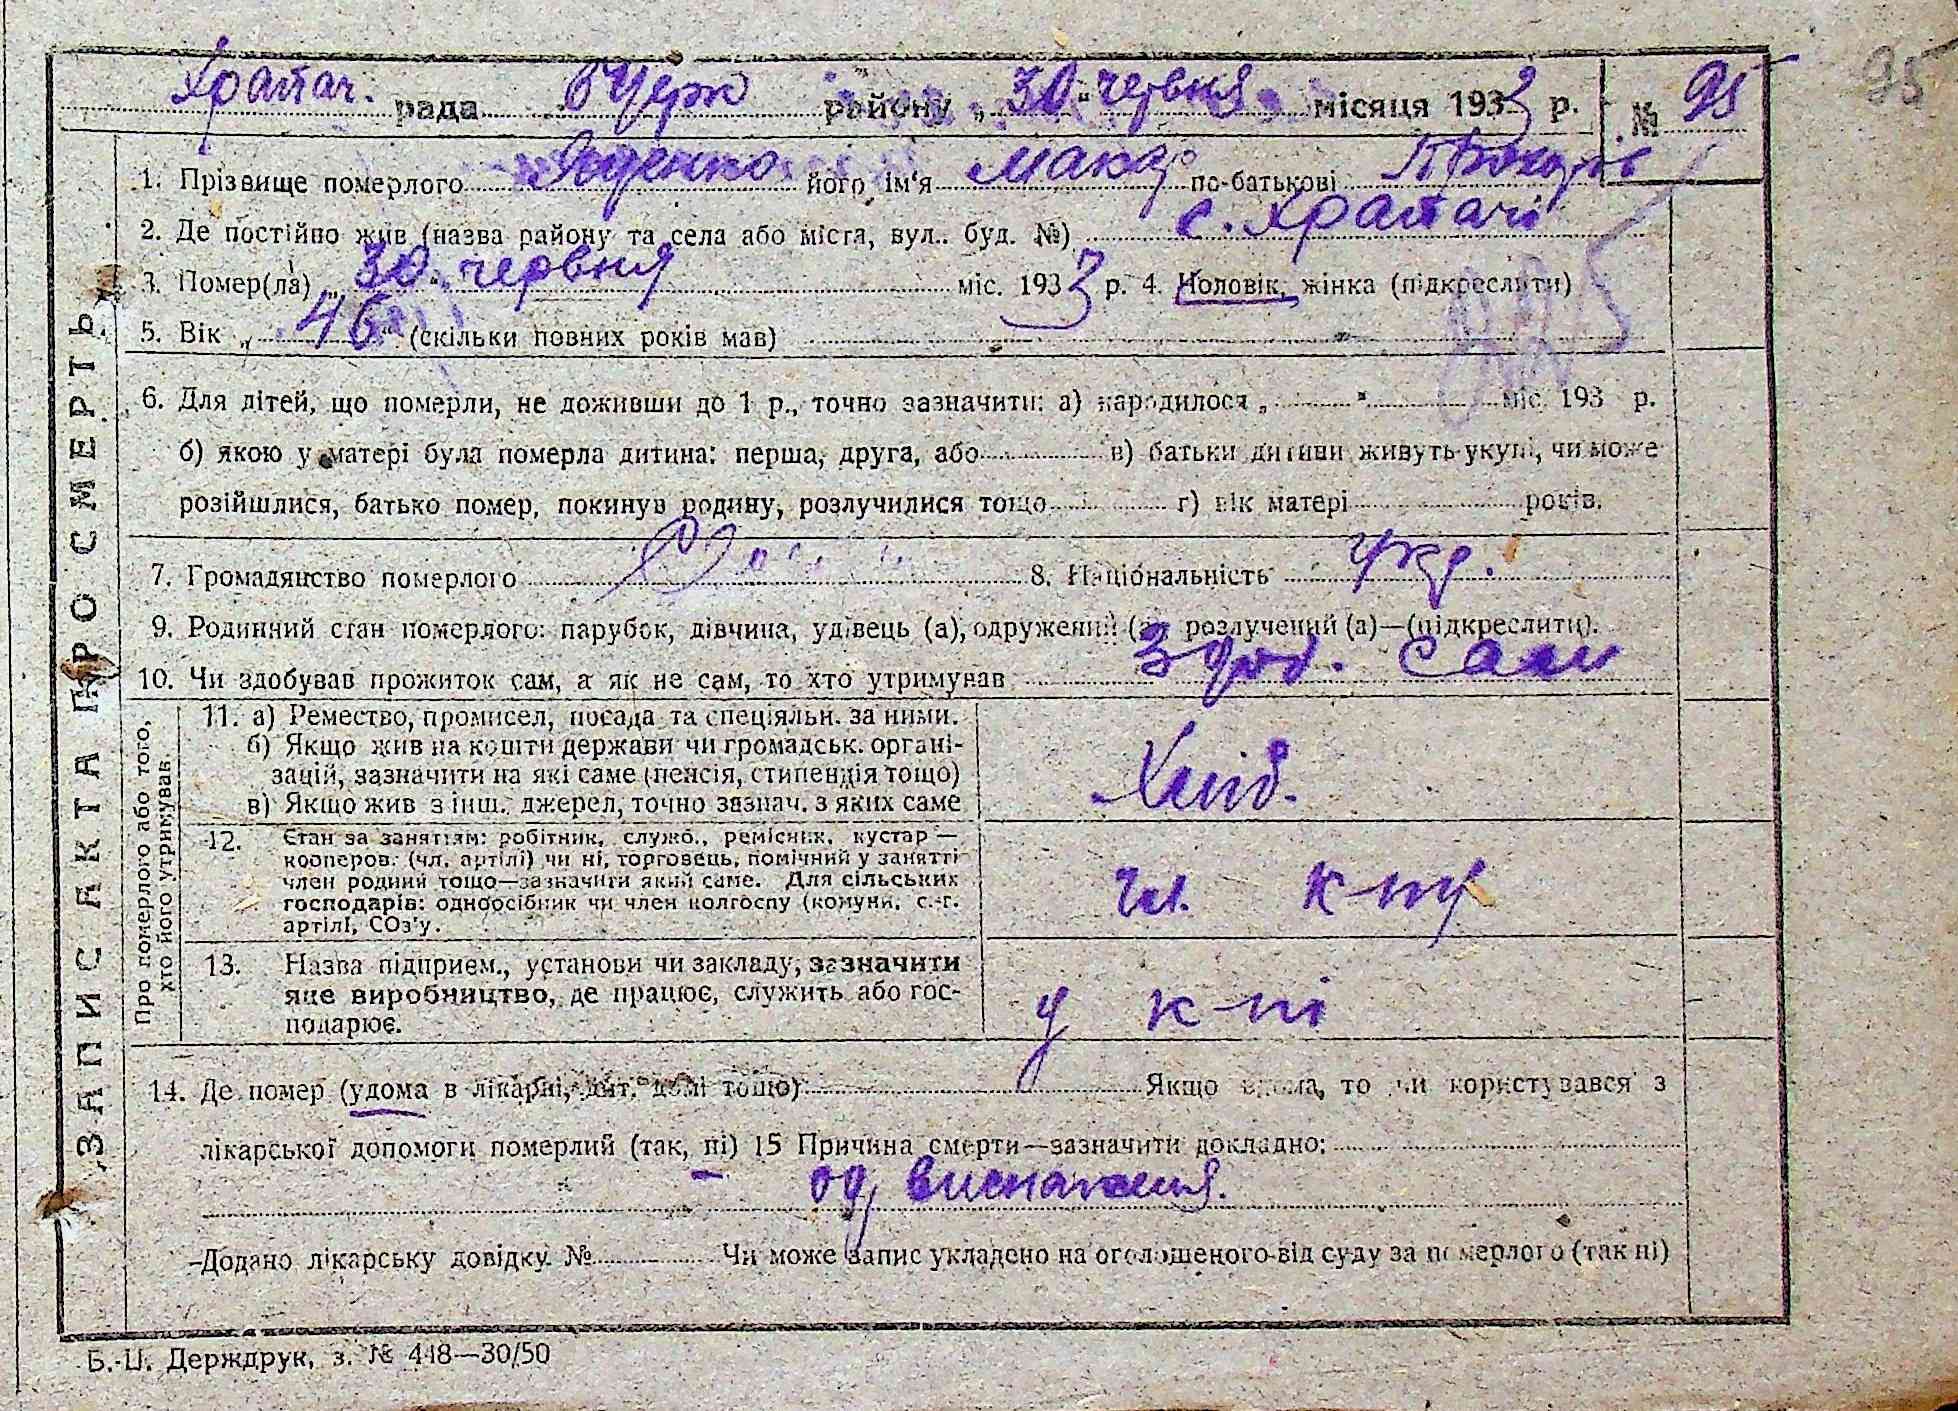 Храпач. рада БЦерк району „30“ червня місяця 1933 р. № 95
95
1. Прізвище померлого його ім'я Макар по-батькові
2. Де постійно жив (назва району та села або міста, вул.. буд. №) с. Храпачі
3. Помер(ла) „30“ червня міс. 1933 р. 4. Чоловік, жінка (підкреслити)
5. Вік „46“ (скільки повних років мав)
6. Для дітей, що померли, не доживши до 1 р., точно зазначити: а) народилося „ “ міс. 193 р.
б) якою у матері була померла дитина: перша, друга, або в) батьки дитини живуть укупі, чи може
розійшлися, батько помер, покинув родину, розлучилися тощо г) вік матері років.
7. Громадянство померлого 8. Національність Укр.
9. Родинний стан померлого: парубок, дівчина, удівець (а), одружений (а) розлучений (а)—(підкреслити).
10. Чи здобував прожиток сам, а як не сам, то хто утримував Здоб. сам
ЗАПИС АКТА ПРО СМЕРТЬ
Про померлого або того, хто його утримував.
11. а) Ремество, промисел, посада та спеціяльн. за ними.
б) Якщо жив на кошти держави чи громадськ. органі-
зацій, зазначити на які саме (пенсія, стипендія тощо)
в) Якщо жив з інш. джерел, точно зазнач. з яких саме
Хліб.
12. Стан за заняттям: робітник, служб., ремісник, кустар —
кооперов. (чл. артілі) чи ні, торговець, помічний у занятті
член родини тощо—зазначити який саме. Для сільських
господарів: одноосібник чи член колгоспу (комуни, с.-г.
артілі, СОз'у.
чл. к-пу
13. Назва підприєм., установи чи закладу, зазначити
яке виробництво, де працює, служить або гос-
подарює.
у к-пі
14. Де помер (удома в лікарні, дит. домі тощо) Якщо вдома, то чи користувався з
лікарської допомоги померлий (так, ні) 15 Причина смерти—зазначити докладно:
од виснаження.
Додано лікарську довідку № Чи може запис укладено на оголошеного від суду за померлого (так ні)
Б.-Ц. Держдрук, з. № 448—30/50